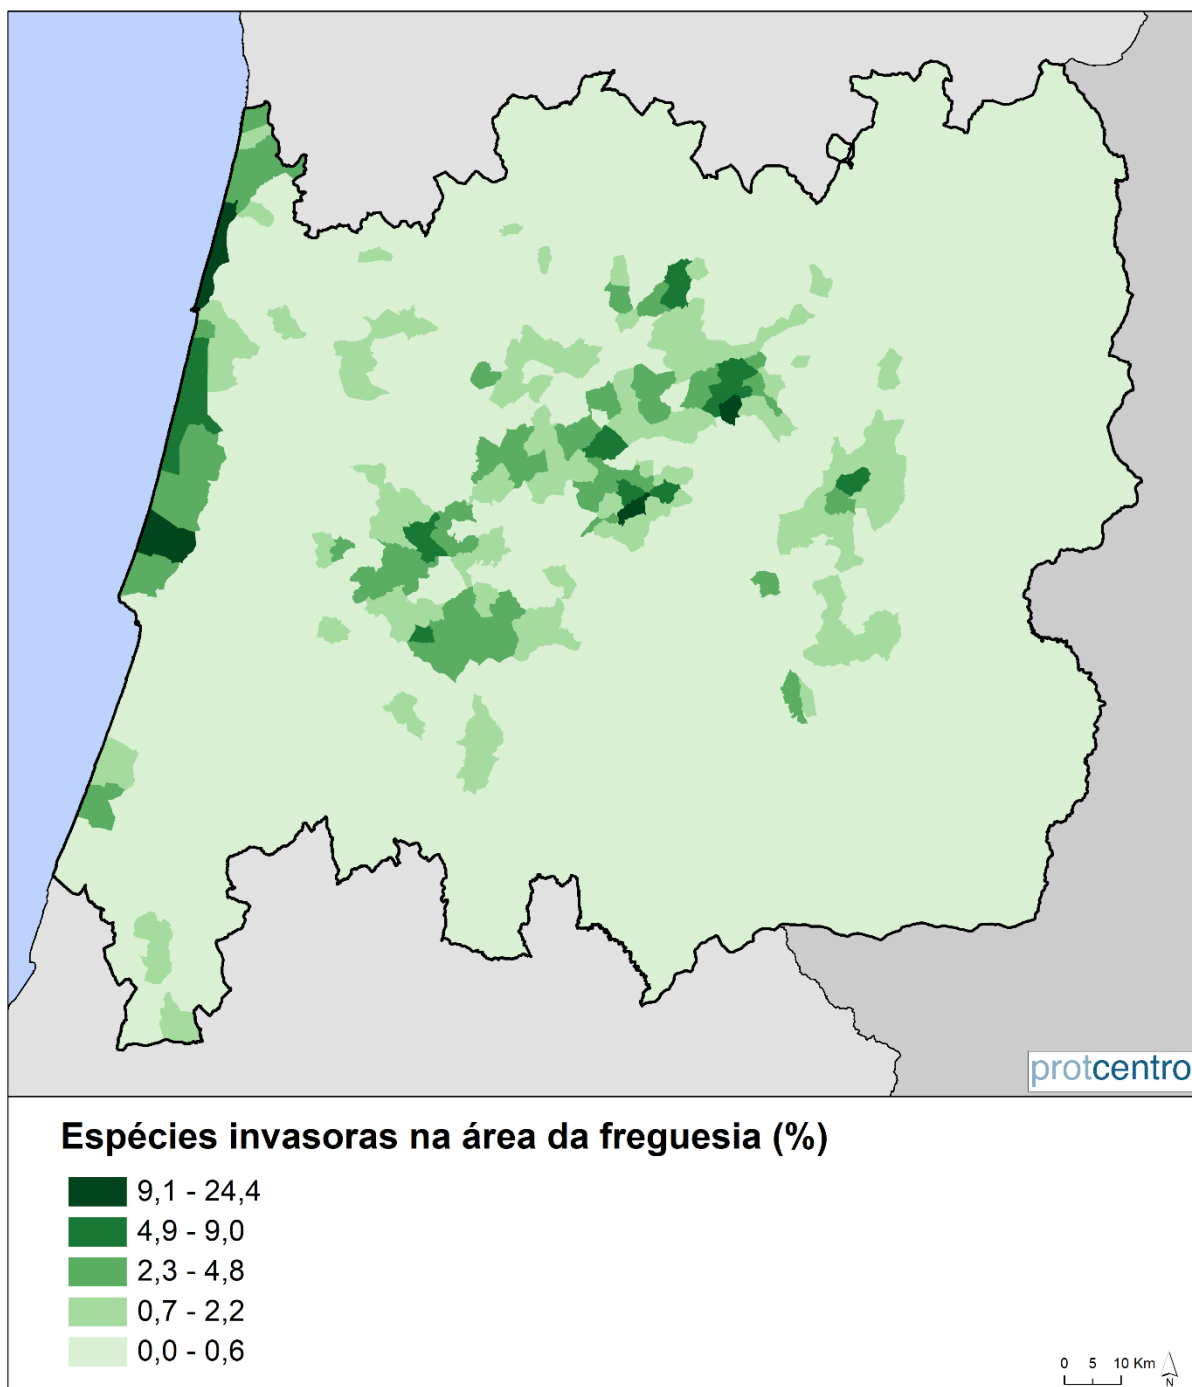 protcentro
Espécies invasoras na área da freguesia (%)
9,1 - 24,4
4,9 - 9,0
2,3 - 4,8
0,7 - 2,2
0,0 - 0,6
0 5 10 Km
N